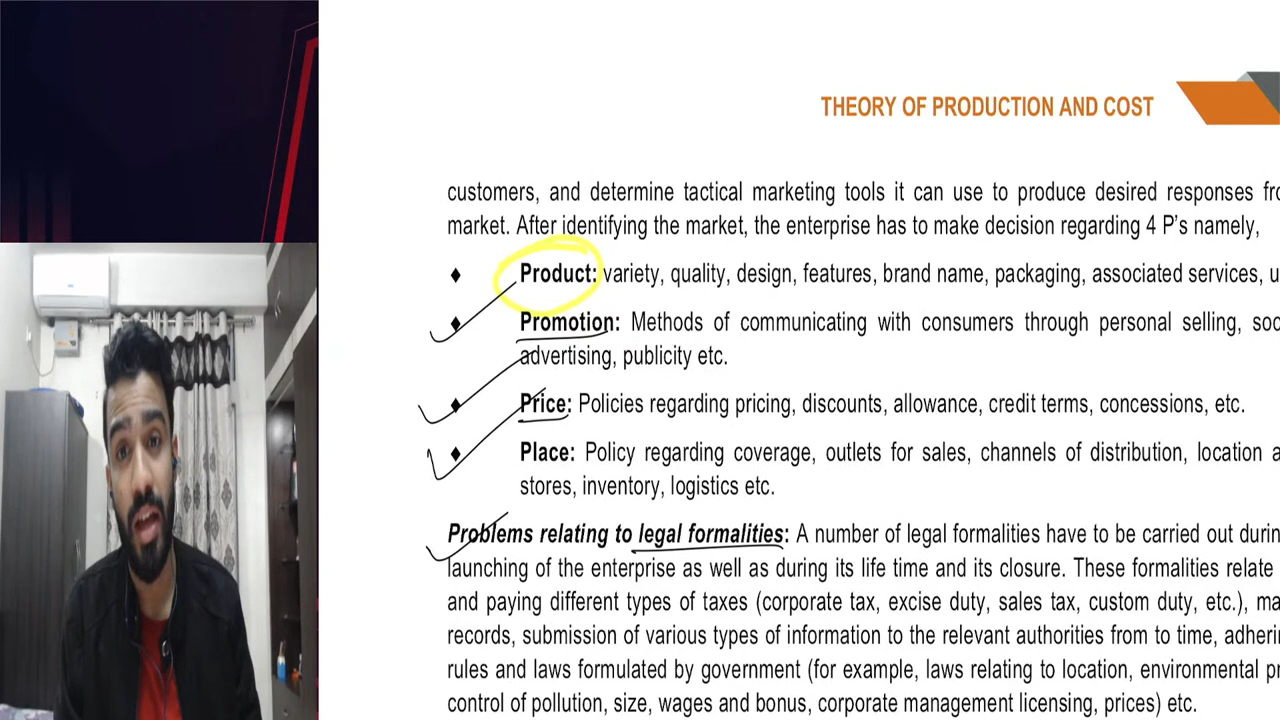 THEORY OF PRODUCTION AND COST
customers, and determine tactical marketing tools it can use to produce desired responses
market. After identifying the market, the enterprise has to make decision regarding 4 P's namely,
♦ Product: variety, quality, design, features, brand name, packaging, associated services,
♦ Promotion: Methods of communicating with consumers through personal selling,
advertising, publicity etc.
♦ Price: Policies regarding pricing, discounts, allowance, credit terms, concessions, etc.
♦ Place: Policy regarding coverage, outlets for sales, channels of distribution, location
stores, inventory, logistics etc.
Problems relating to legal formalities: A number of legal formalities have to be carried out
launching of the enterprise as well as during its life time and its closure. These formalities relate
and paying different types of taxes (corporate tax, excise duty, sales tax, custom duty, etc.),
records, submission of various types of information to the relevant authorities from to time,
rules and laws formulated by government (for example, laws relating to location, environmental
control of pollution, size, wages and bonus, corporate management licensing, prices) etc.